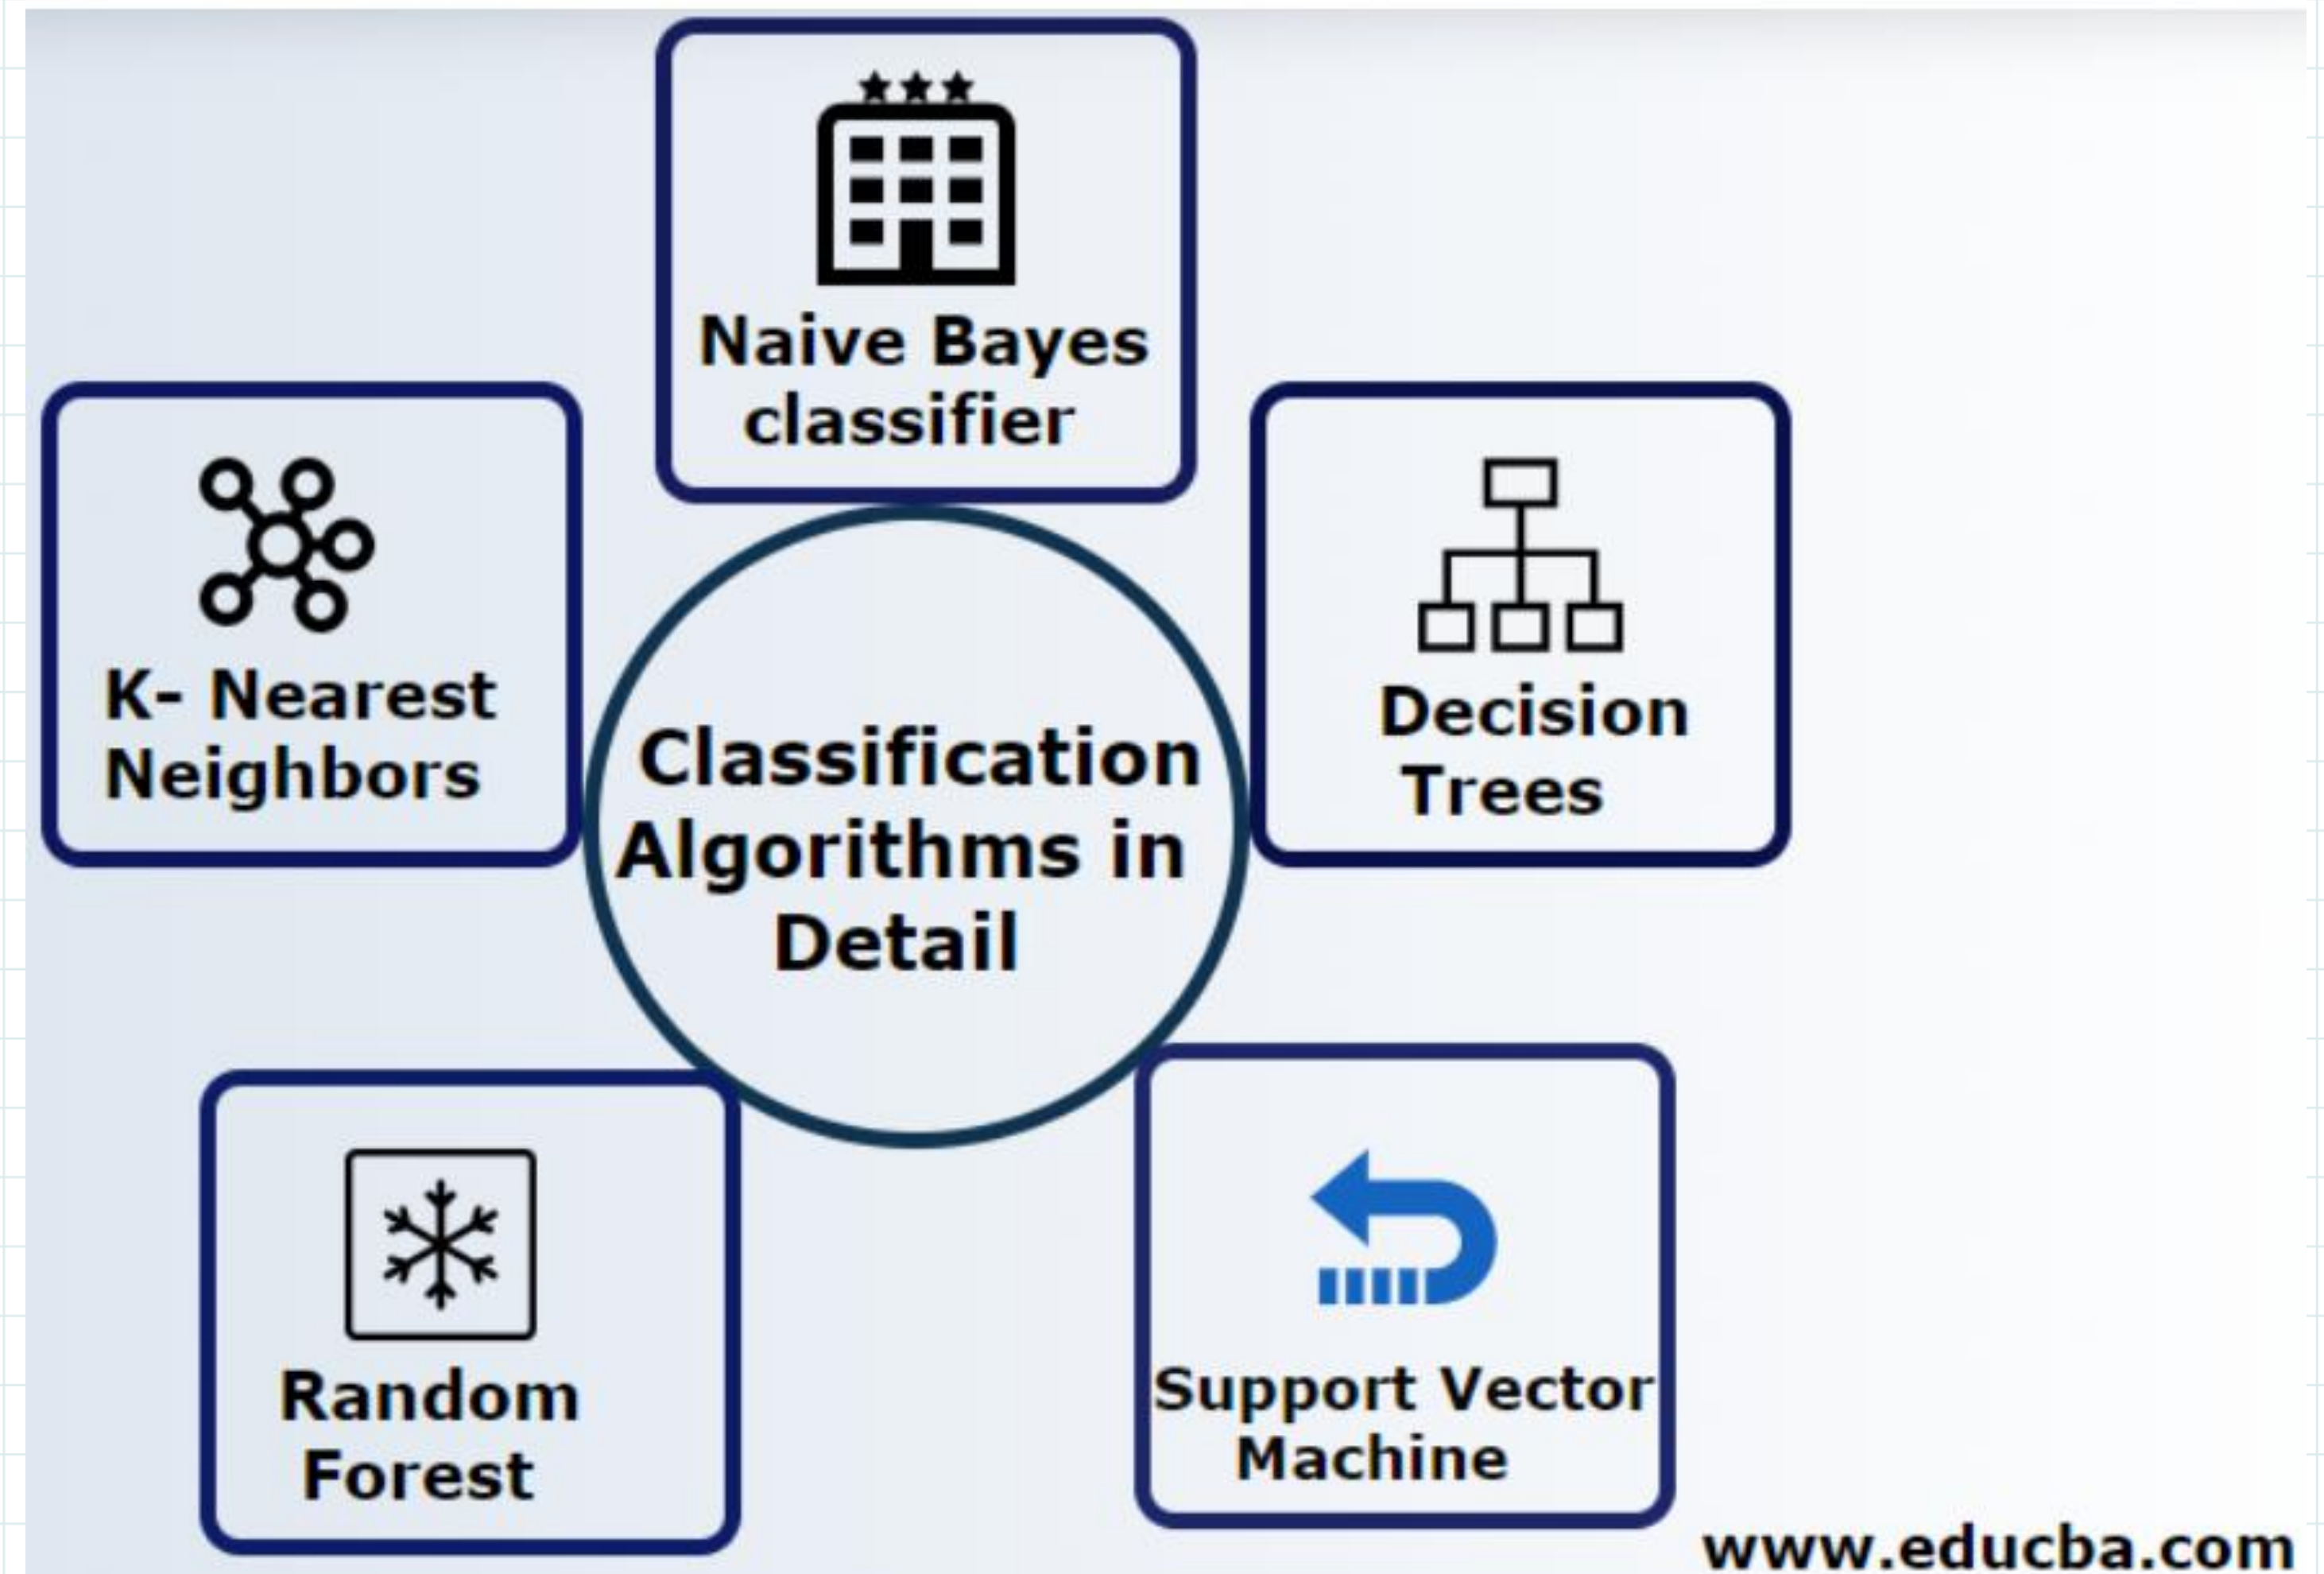 Naive Bayes
classifier
K- Nearest
Neighbors
Decision
Trees
Classification
Algorithms in
Detail
Random
Forest
Support Vector
Machine
www.educba.com